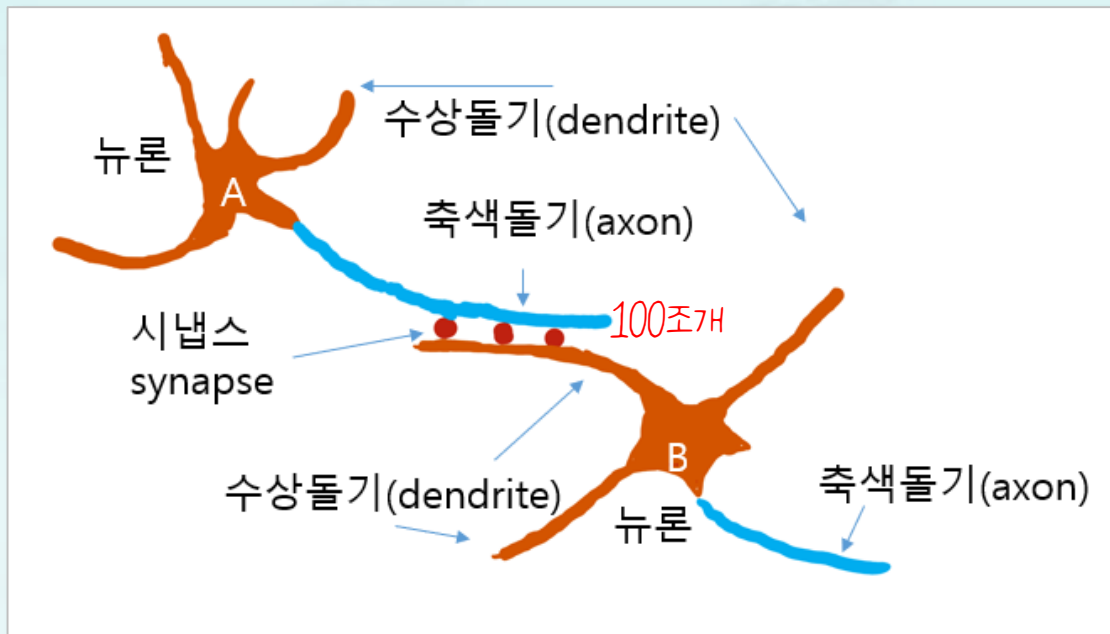 수상돌기(dendrite)
뉴론
A
축색돌기(axon)
100조개
시냅스
synapse
B
수상돌기(dendrite)
축색돌기(axon)
뉴론